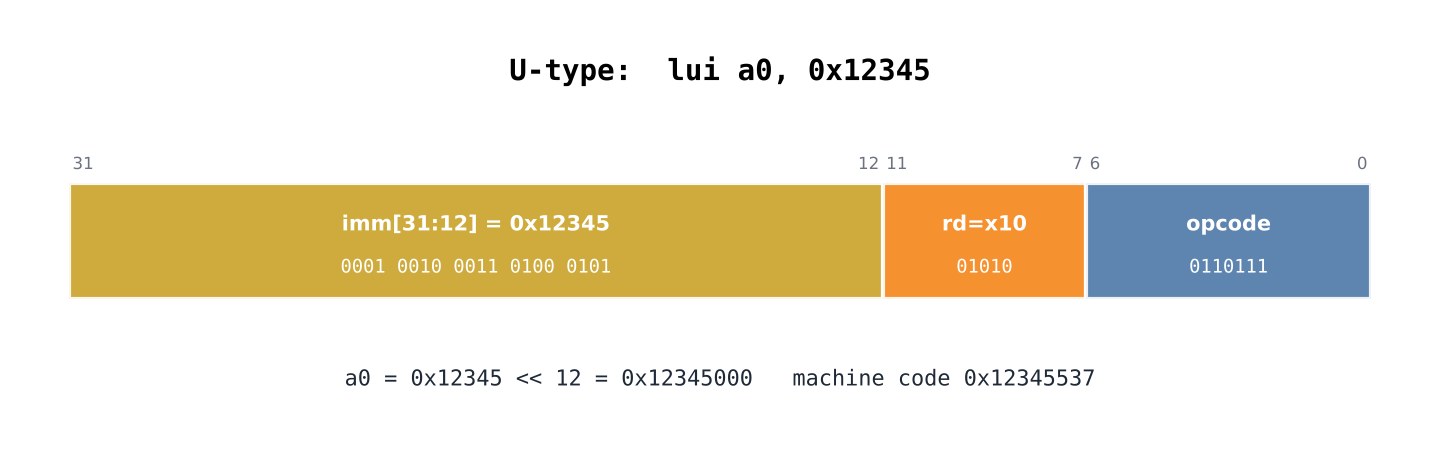 U-type:  lui a0, 0x12345
31 12 11 7 6 0
imm[31:12] = 0x12345 rd=x10 opcode
0001 0010 0011 0100 0101 01010 0110111
a0 = 0x12345 << 12 = 0x12345000   machine code 0x12345537